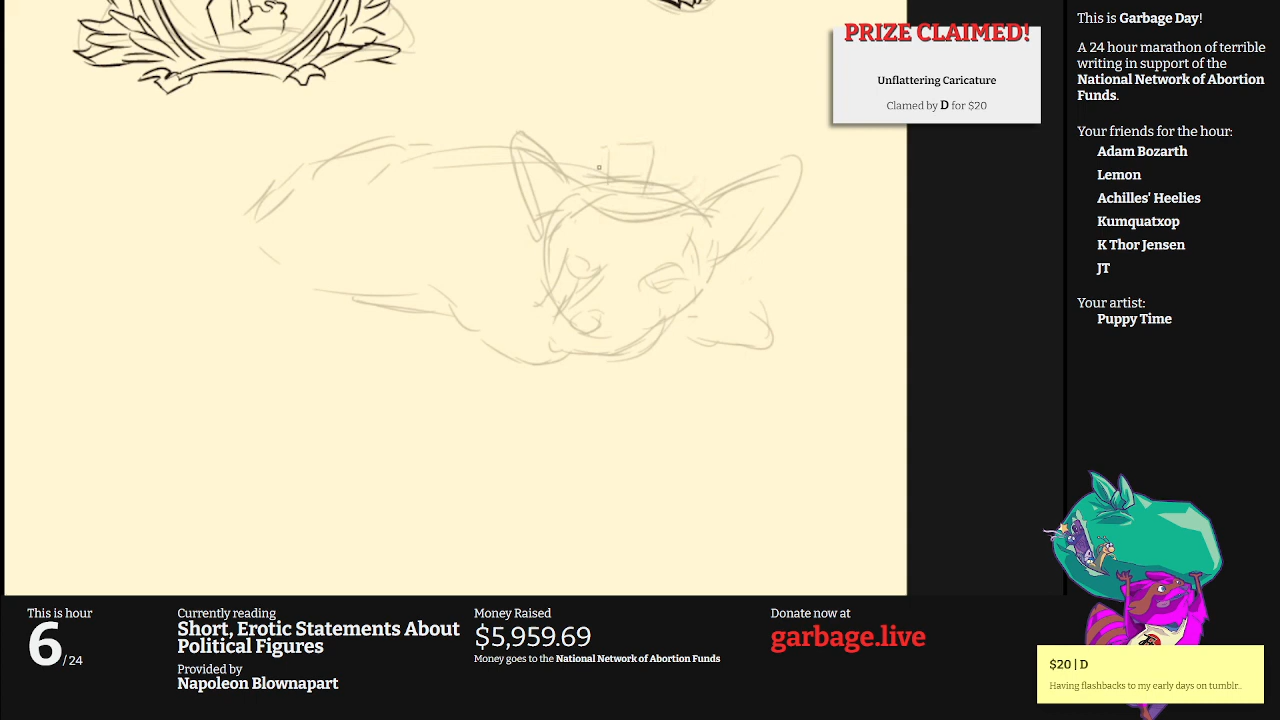 PRIZE CLAIMED!
Unflattering Caricature
Clamed by D for $20
This is Garbage Day!
A 24 hour marathon of terrible
writing in support of the
National Network of Abortion
Funds.
Your friends for the hour:
Adam Bozarth
Lemon
Achilles' Heelies
Kumquatxop
K Thor Jensen
JT
Your artist:
Puppy Time
This is hour
6/24
Currently reading
Short, Erotic Statements About
Political Figures
Provided by
Napoleon Blownapart
Money Raised
$5,959.69
Money goes to the National Network of Abortion Funds
Donate now at
garbage.live
$20 | D
Having flashbacks to my early days on tumblr..